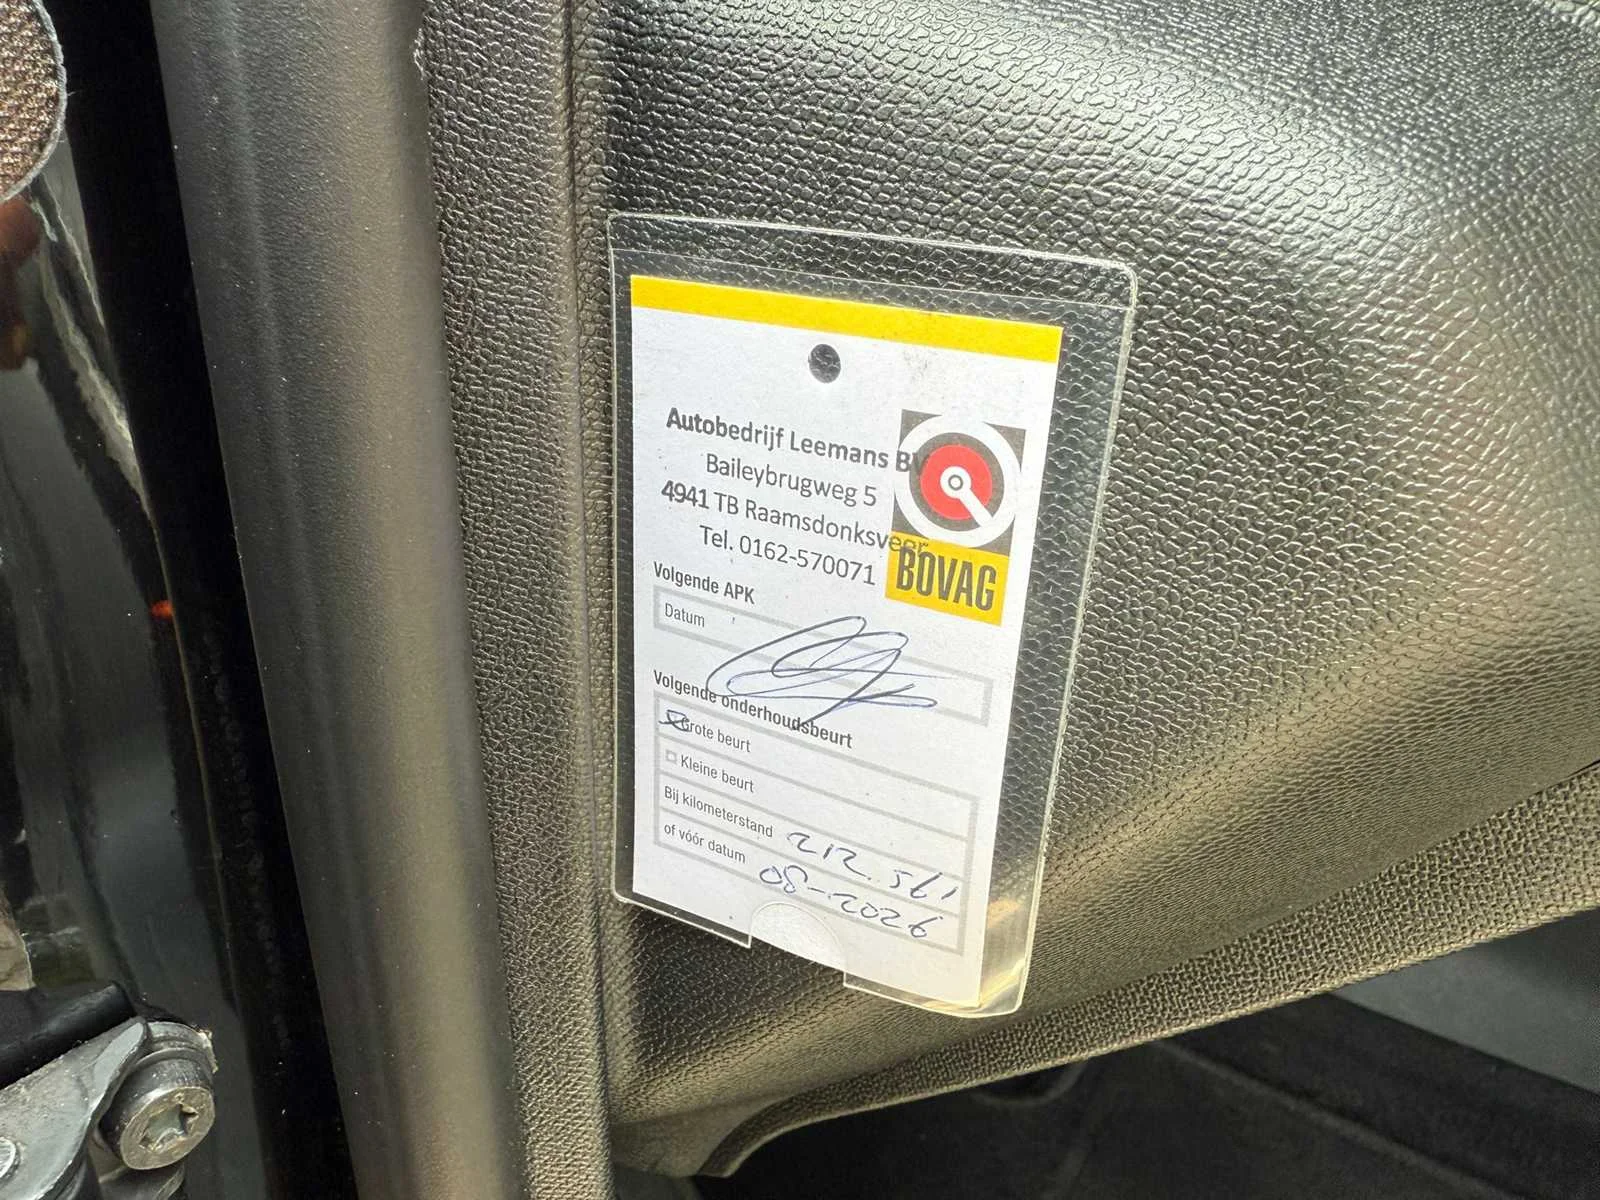 Autobedrijf Leemans BV
Baileybrugweg 5
4941 TB Raamsdonksveer
Tel. 0162-570071
BOVAG
Volgende APK
Datum
Volgende onderhoudsbeurt
Grote beurt
Kleine beurt
Bij kilometerstand 212.561
of vóór datum 08-2026